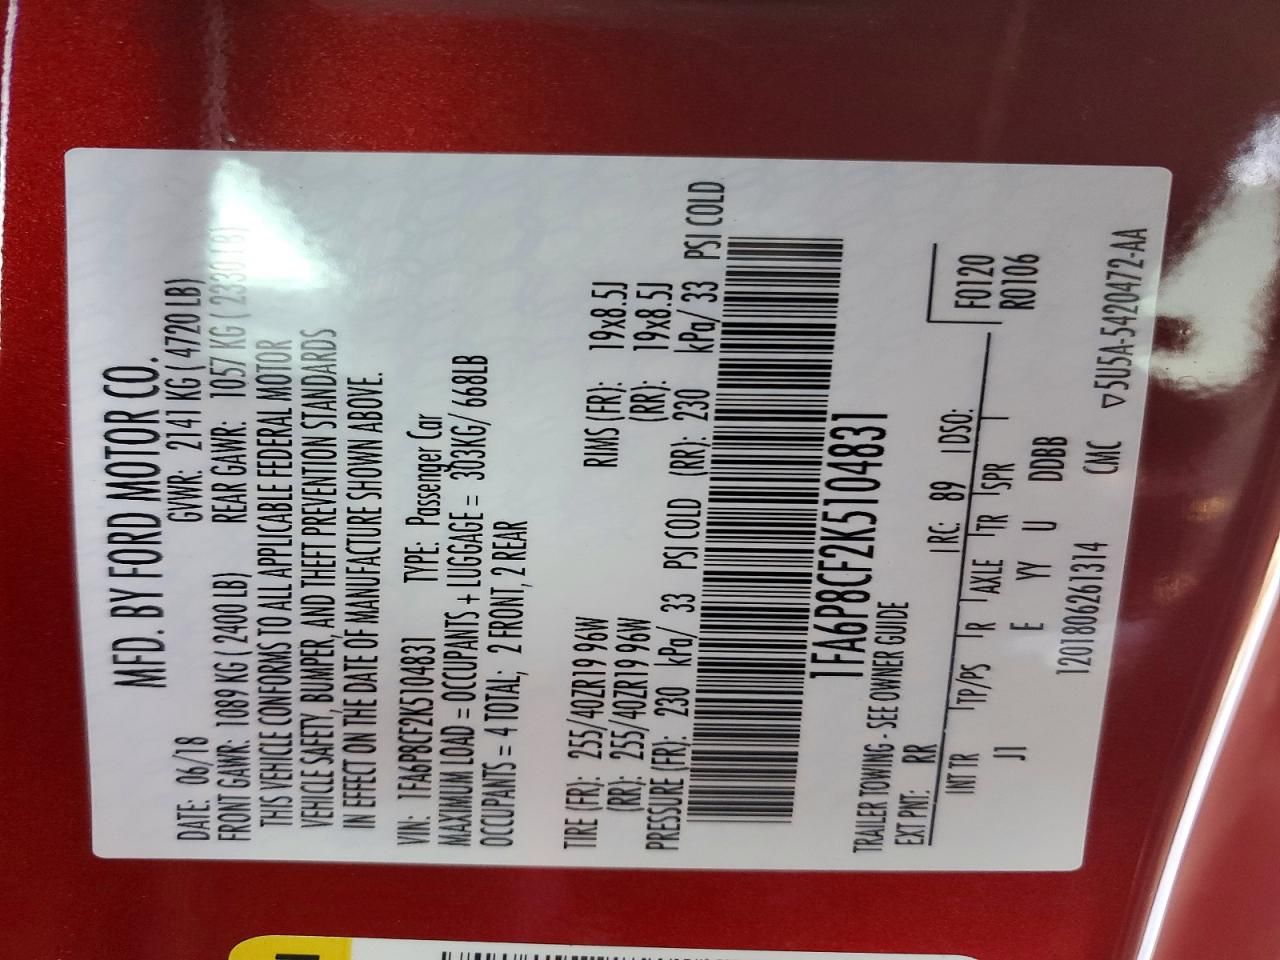 MFD. BY FORD MOTOR CO.
DATE: 06/18 GVWR: 2141 KG ( 4720 LB)
FRONT GAWR: 1089 KG ( 2400 LB) REAR GAWR: 1057 KG ( 2330 LB)
THIS VEHICLE CONFORMS TO ALL APPLICABLE FEDERAL MOTOR
VEHICLE SAFETY, BUMPER, AND THEFT PREVENTION STANDARDS
IN EFFECT ON THE DATE OF MANUFACTURE SHOWN ABOVE.
VIN: 1FA6P8CF2K5104831 TYPE: Passenger Car
MAXIMUM LOAD = OCCUPANTS + LUGGAGE = 303KG/ 668LB
OCCUPANTS = 4 TOTAL; 2 FRONT, 2 REAR
TIRE (FR): 255/40ZR19 96W RIMS (FR): 19x8.5J
(RR): 255/40ZR19 96W (RR): 19x8.5J
PRESSURE (FR): 230 kPa/ 33 PSI COLD (RR): 230 kPa/ 33 PSI COLD
1FA6P8CF2K5104831
TRAILER TOWING - SEE OWNER GUIDE
EXT PNT: RR RC: 89 DSO:
INT TR TP/PS R AXLE TR SPR F0120
JI E YY U DDBB R0106
1201806261314 CMC ▽5U5A-5420472-AA